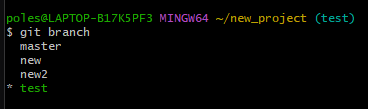 poles@LAPTOP-B17K5PF3 MINGW64 ~/new_project (test)
$ git branch
  master
  new
  new2
* test